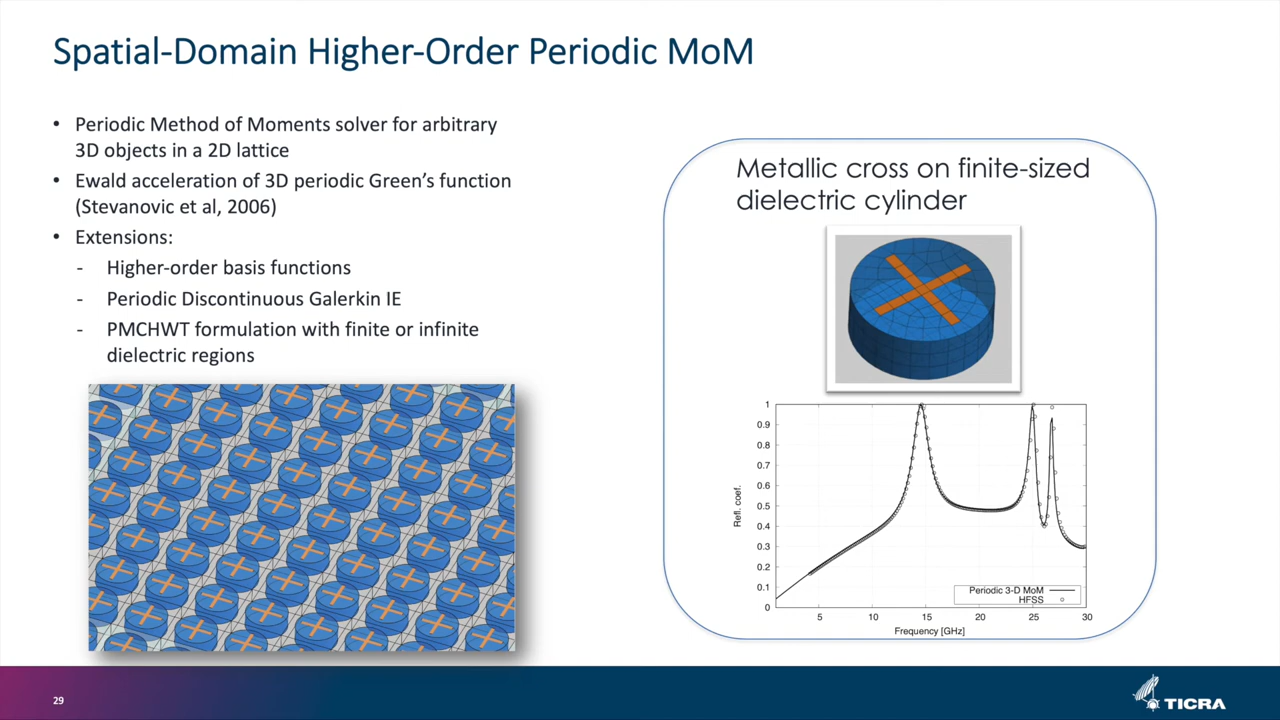 Spatial-Domain Higher-Order Periodic MoM
• Periodic Method of Moments solver for arbitrary
3D objects in a 2D lattice
• Ewald acceleration of 3D periodic Green’s function
(Stevanovic et al, 2006)
• Extensions:
- Higher-order basis functions
- Periodic Discontinuous Galerkin IE
- PMCHWT formulation with finite or infinite
dielectric regions
Metallic cross on finite-sized
dielectric cylinder
1
0.9
0.8
0.7
0.6
0.5
0.4
0.3
0.2
0.1
0
Refl. coef.
Periodic 3-D MoM
HFSS
5 10 15 20 25 30
Frequency [GHz]
29
TICRA